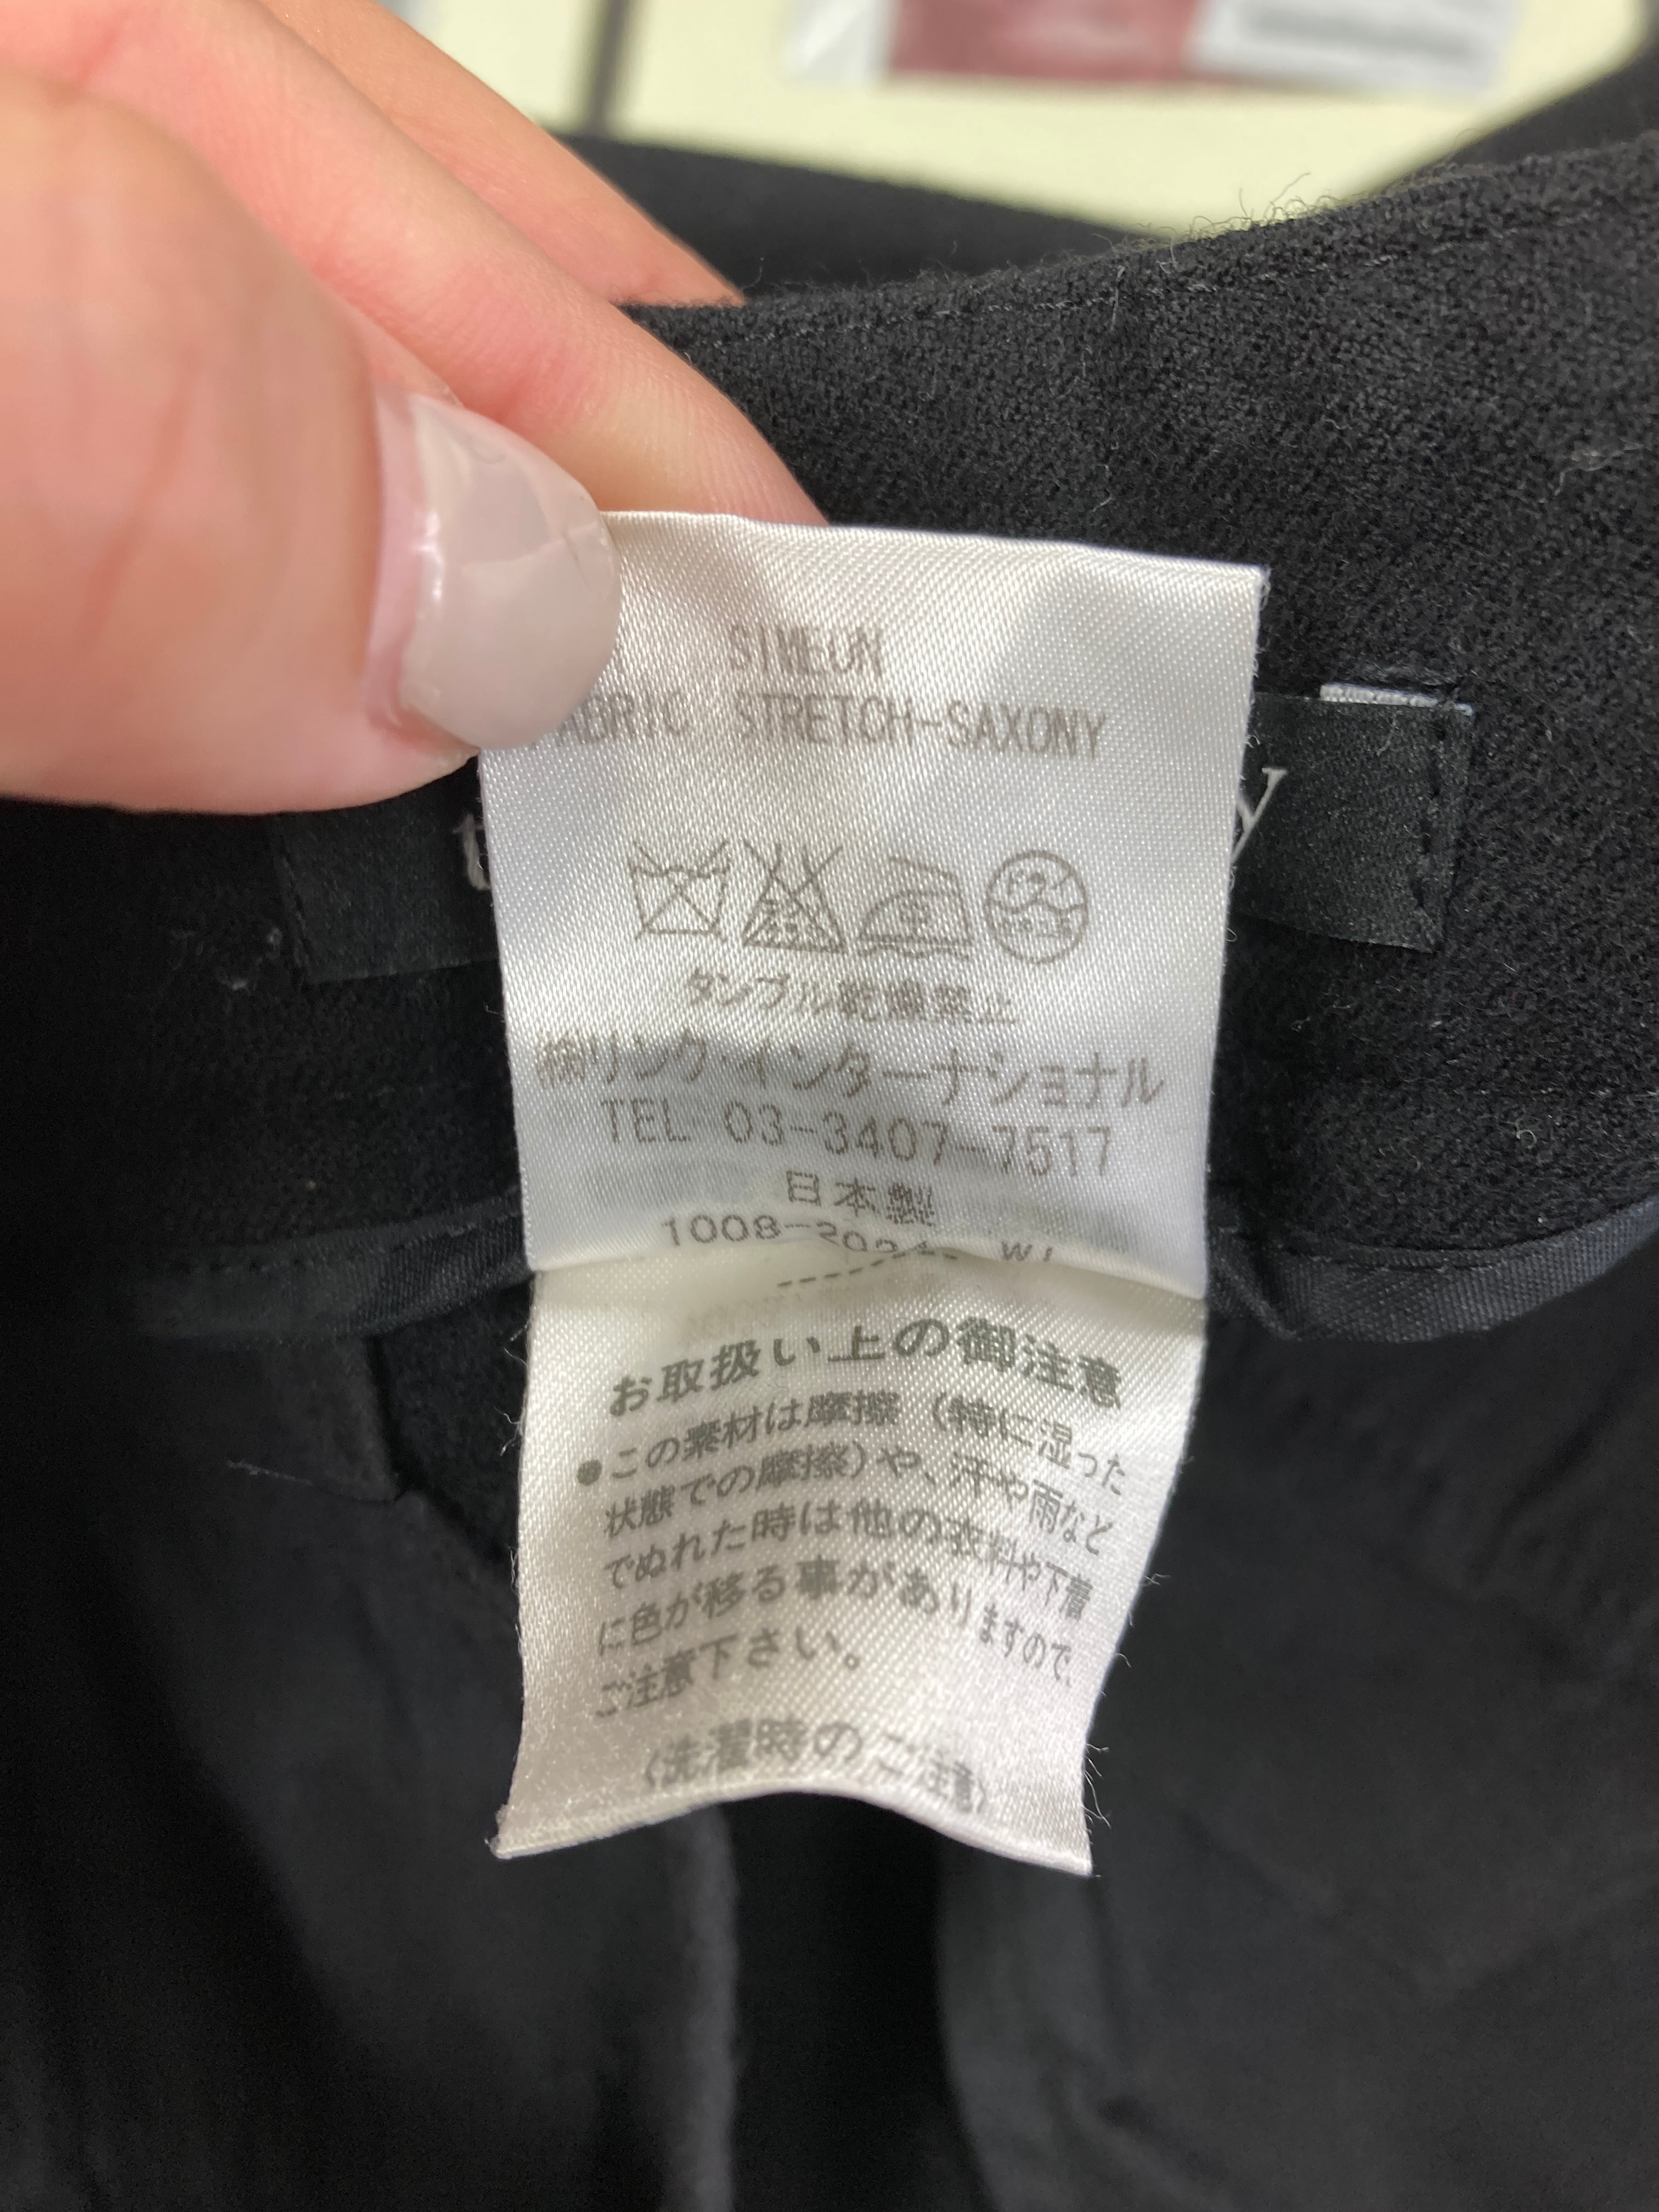 SIMEON
FABRIC STRETCH-SAXONY
タンブル乾燥禁止
㈱リンク・インターナショナル
TEL 03-3407-7517
日本製
1008-
お取扱い上の御注意
●この素材は摩擦(特に湿った
状態での摩擦)や、汗や雨など
でぬれた時は他の衣料や下着
に色が移る事がありますので、
ご注意下さい。
〈洗濯時のご注意〉